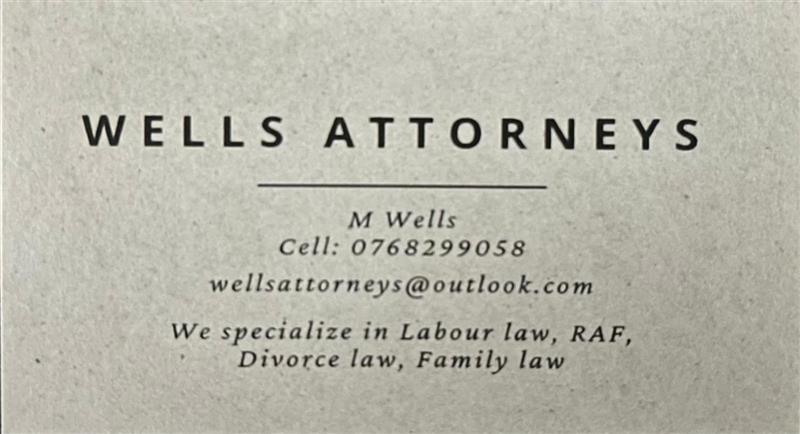 WELLS ATTORNEYS
M Wells
Cell: 0768299058
wellsattorneys@outlook.com
We specialize in Labour law, RAF,
Divorce law, Family law